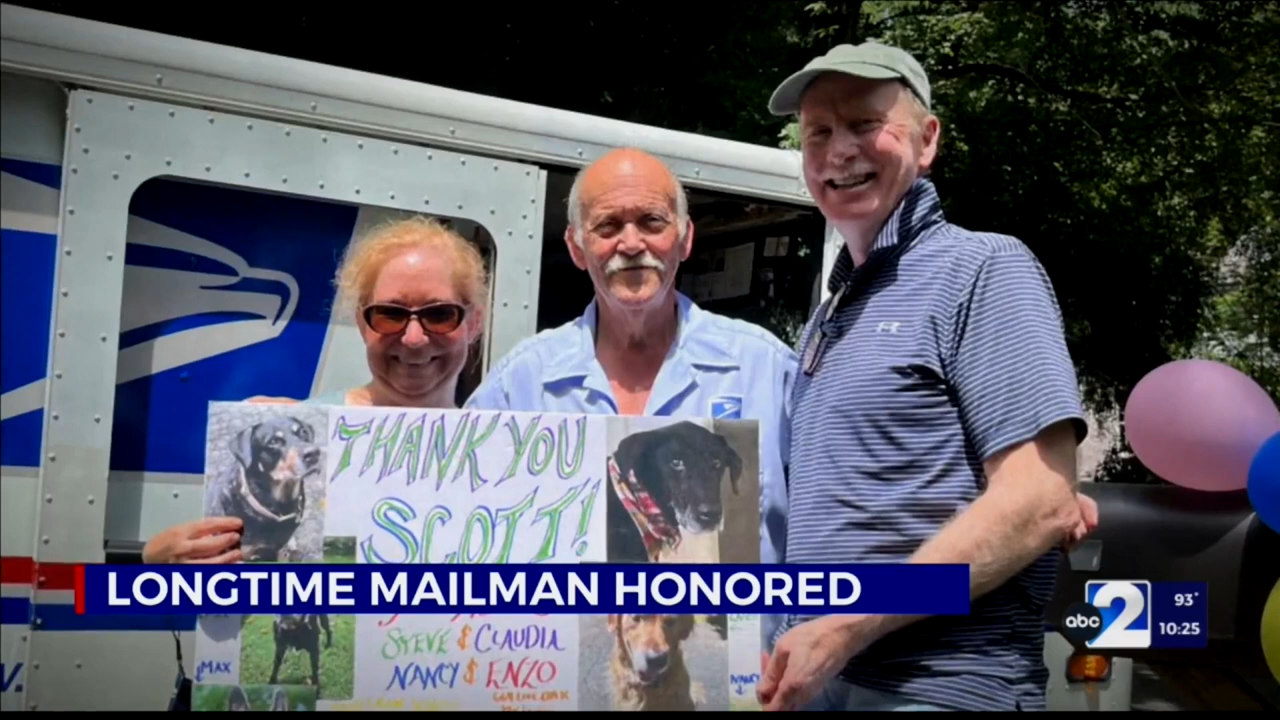 THANK YOU
SCOTT!
LONGTIME MAILMAN HONORED
STEVE & CLAUDIA
MAX
NANCY & ENZO
abc 2
93°
10:25